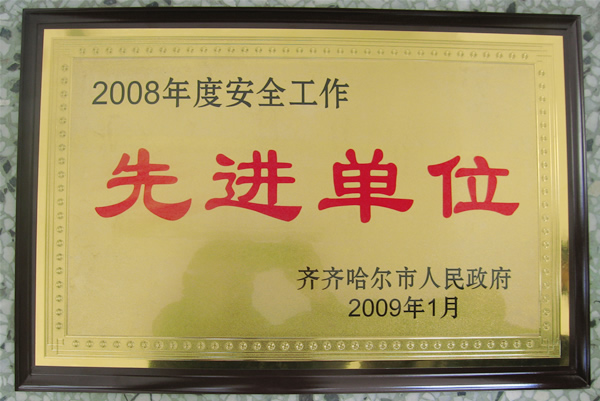 2008年度安全工作
先进单位
齐齐哈尔市人民政府
2009年1月